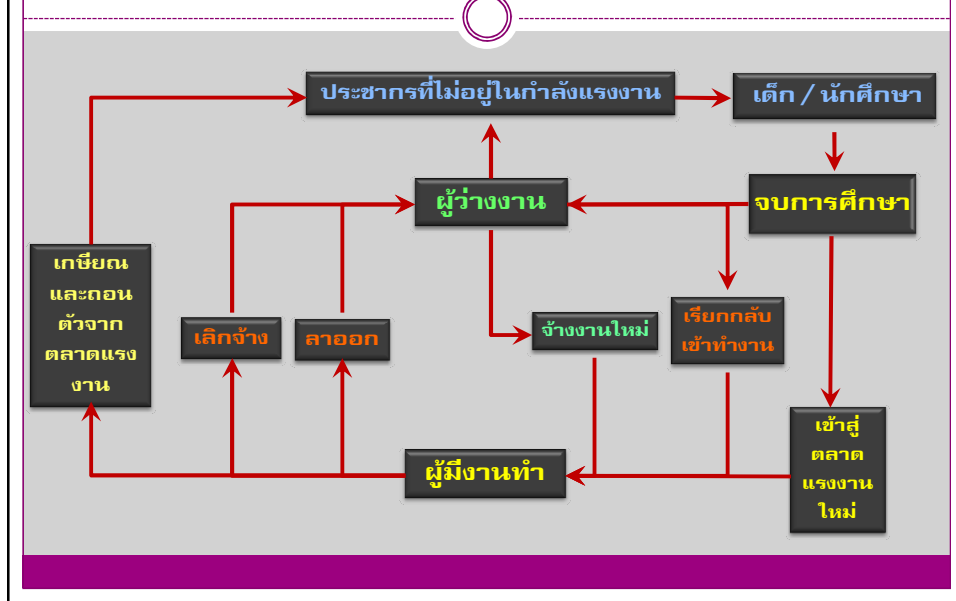 ประชากรที่ไม่อยู่ในกำลังแรงงาน
เด็ก / นักศึกษา
ผู้ว่างงาน
จบการศึกษา
เกษียณ
และถอน
ตัวจาก
ตลาดแรง
งาน
เลิกจ้าง
ลาออก
จ้างงานใหม่
เรียกกลับ
เข้าทำงาน
ผู้มีงานทำ
เข้าสู่
ตลาด
แรงงาน
ใหม่